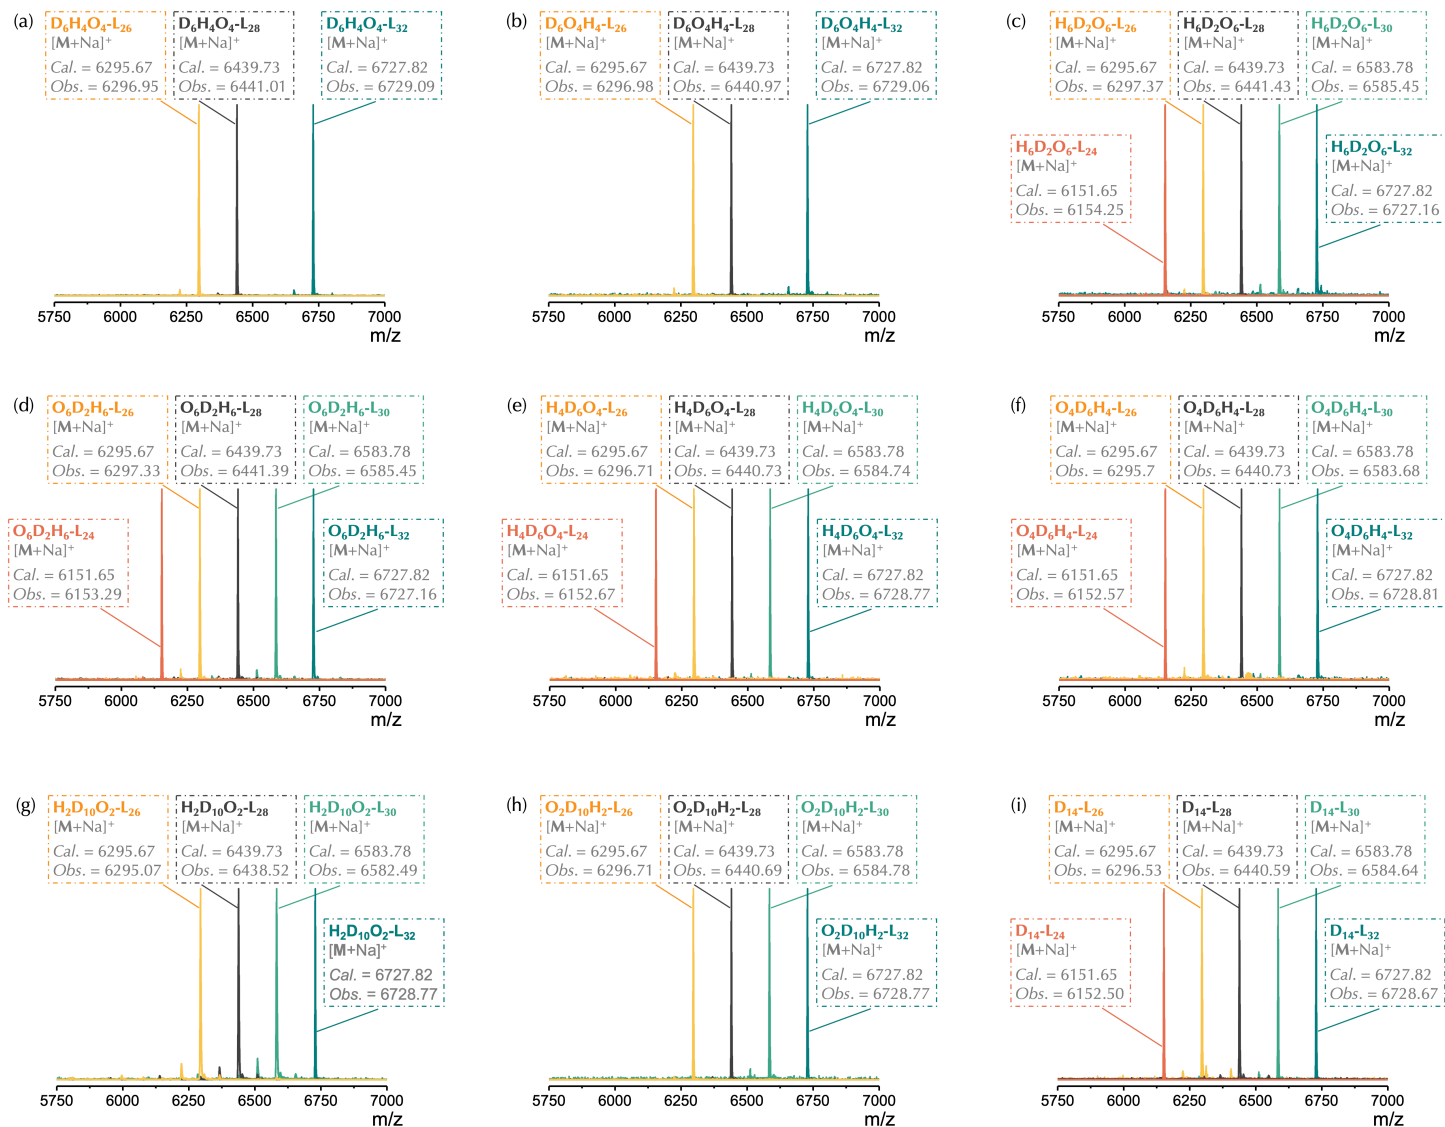 (a)
D₆H₄O₄-L₂₆
[M+Na]⁺
Cal. = 6295.67
Obs. = 6296.95
D₆H₄O₄-L₂₈
[M+Na]⁺
Cal. = 6439.73
Obs. = 6441.01
D₆H₄O₄-L₃₂
[M+Na]⁺
Cal. = 6727.82
Obs. = 6729.09
5750 6000 6250 6500 6750 7000
m/z
(b)
D₆O₄H₄-L₂₆
[M+Na]⁺
Cal. = 6295.67
Obs. = 6296.98
D₆O₄H₄-L₂₈
[M+Na]⁺
Cal. = 6439.73
Obs. = 6440.97
D₆O₄H₄-L₃₂
[M+Na]⁺
Cal. = 6727.82
Obs. = 6729.06
5750 6000 6250 6500 6750 7000
m/z
(c)
H₆D₂O₆-L₂₆
[M+Na]⁺
Cal. = 6295.67
Obs. = 6297.37
H₆D₂O₆-L₂₈
[M+Na]⁺
Cal. = 6439.73
Obs. = 6441.43
H₆D₂O₆-L₃₀
[M+Na]⁺
Cal. = 6583.78
Obs. = 6585.45
H₆D₂O₆-L₂₄
[M+Na]⁺
Cal. = 6151.65
Obs. = 6154.25
H₆D₂O₆-L₃₂
[M+Na]⁺
Cal. = 6727.82
Obs. = 6727.16
5750 6000 6250 6500 6750 7000
m/z
(d)
O₆D₂H₆-L₂₆
[M+Na]⁺
Cal. = 6295.67
Obs. = 6297.33
O₆D₂H₆-L₂₈
[M+Na]⁺
Cal. = 6439.73
Obs. = 6441.39
O₆D₂H₆-L₃₀
[M+Na]⁺
Cal. = 6583.78
Obs. = 6585.45
O₆D₂H₆-L₂₄
[M+Na]⁺
Cal. = 6151.65
Obs. = 6153.29
O₆D₂H₆-L₃₂
[M+Na]⁺
Cal. = 6727.82
Obs. = 6727.16
5750 6000 6250 6500 6750 7000
m/z
(e)
H₄D₆O₄-L₂₆
[M+Na]⁺
Cal. = 6295.67
Obs. = 6296.71
H₄D₆O₄-L₂₈
[M+Na]⁺
Cal. = 6439.73
Obs. = 6440.73
H₄D₆O₄-L₃₀
[M+Na]⁺
Cal. = 6583.78
Obs. = 6584.74
H₄D₆O₄-L₂₄
[M+Na]⁺
Cal. = 6151.65
Obs. = 6152.67
H₄D₆O₄-L₃₂
[M+Na]⁺
Cal. = 6727.82
Obs. = 6728.77
5750 6000 6250 6500 6750 7000
m/z
(f)
O₄D₆H₄-L₂₆
[M+Na]⁺
Cal. = 6295.67
Obs. = 6295.7
O₄D₆H₄-L₂₈
[M+Na]⁺
Cal. = 6439.73
Obs. = 6440.73
O₄D₆H₄-L₃₀
[M+Na]⁺
Cal. = 6583.78
Obs. = 6583.68
O₄D₆H₄-L₂₄
[M+Na]⁺
Cal. = 6151.65
Obs. = 6152.57
O₄D₆H₄-L₃₂
[M+Na]⁺
Cal. = 6727.82
Obs. = 6728.81
5750 6000 6250 6500 6750 7000
m/z
(g)
H₂D₁₀O₂-L₂₆
[M+Na]⁺
Cal. = 6295.67
Obs. = 6295.07
H₂D₁₀O₂-L₂₈
[M+Na]⁺
Cal. = 6439.73
Obs. = 6438.52
H₂D₁₀O₂-L₃₀
[M+Na]⁺
Cal. = 6583.78
Obs. = 6582.49
H₂D₁₀O₂-L₃₂
[M+Na]⁺
Cal. = 6727.82
Obs. = 6728.77
5750 6000 6250 6500 6750 7000
m/z
(h)
O₂D₁₀H₂-L₂₆
[M+Na]⁺
Cal. = 6295.67
Obs. = 6296.71
O₂D₁₀H₂-L₂₈
[M+Na]⁺
Cal. = 6439.73
Obs. = 6440.69
O₂D₁₀H₂-L₃₀
[M+Na]⁺
Cal. = 6583.78
Obs. = 6584.78
O₂D₁₀H₂-L₃₂
[M+Na]⁺
Cal. = 6727.82
Obs. = 6728.77
5750 6000 6250 6500 6750 7000
m/z
(i)
D₁₄-L₂₆
[M+Na]⁺
Cal. = 6295.67
Obs. = 6296.53
D₁₄-L₂₈
[M+Na]⁺
Cal. = 6439.73
Obs. = 6440.59
D₁₄-L₃₀
[M+Na]⁺
Cal. = 6583.78
Obs. = 6584.64
D₁₄-L₂₄
[M+Na]⁺
Cal. = 6151.65
Obs. = 6152.50
D₁₄-L₃₂
[M+Na]⁺
Cal. = 6727.82
Obs. = 6728.67
5750 6000 6250 6500 6750 7000
m/z